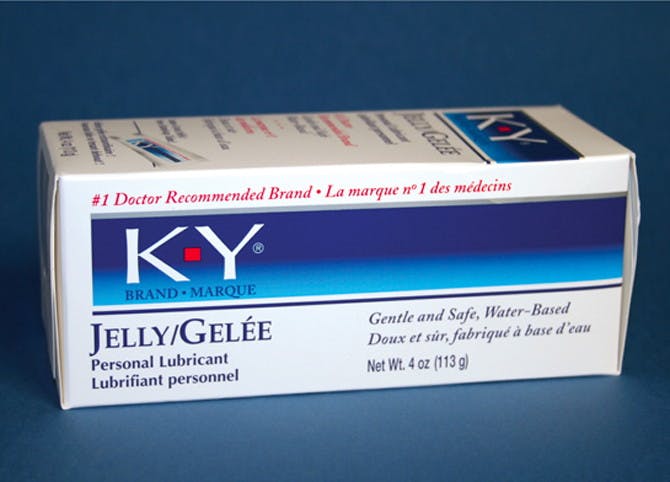 K•Y
JELLY/GELÉE
#1 Doctor Recommended Brand • La marque nº 1 des médecins
K•Y®
BRAND • MARQUE
JELLY/GELÉE
Personal Lubricant
Lubrifiant personnel
Gentle and Safe, Water-Based
Doux et sûr, fabriqué à base d'eau
Net Wt. 4 oz (113 g)